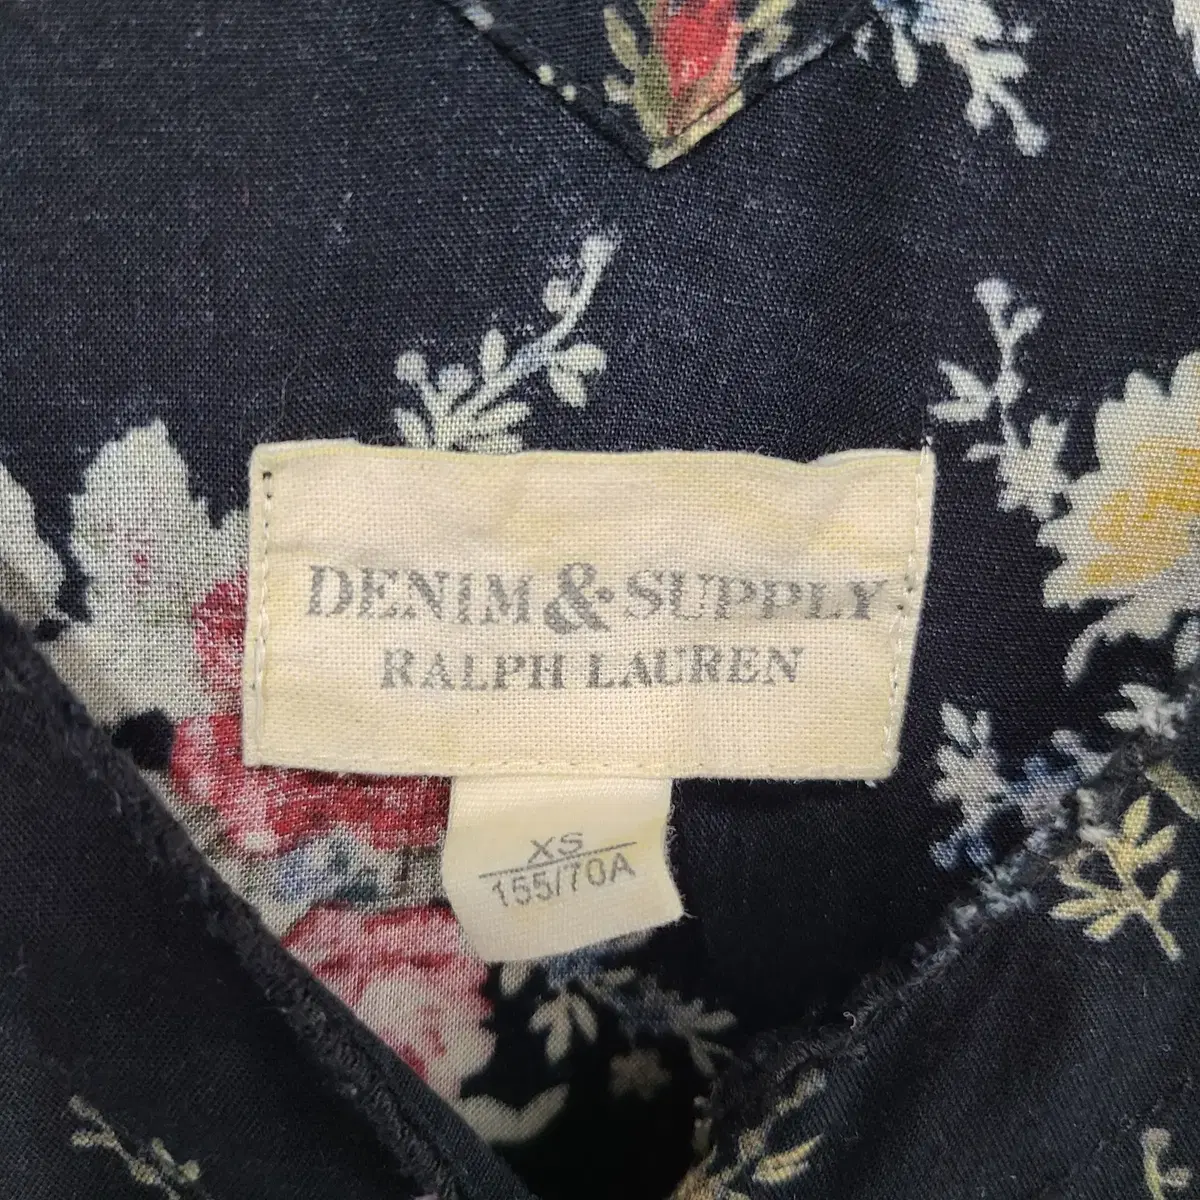 DENIM & SUPPLY
RALPH LAUREN
XS
155/70A